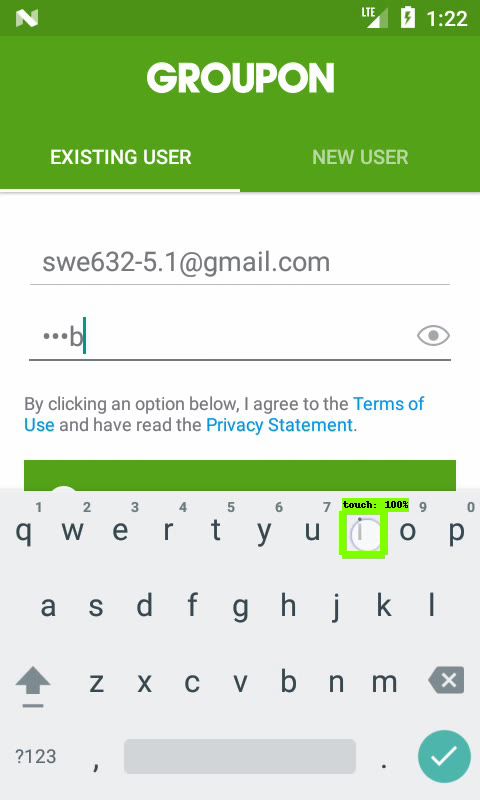 LTE 1:22
GROUPON
EXISTING USER NEW USER
swe632-5.1@gmail.com
•••b
By clicking an option below, I agree to the Terms of
Use and have read the Privacy Statement.
touch: 100%
1 2 3 4 5 6 7 9 0
q w e r t y u i o p
a s d f g h j k l
z x c v b n m
?123 , .